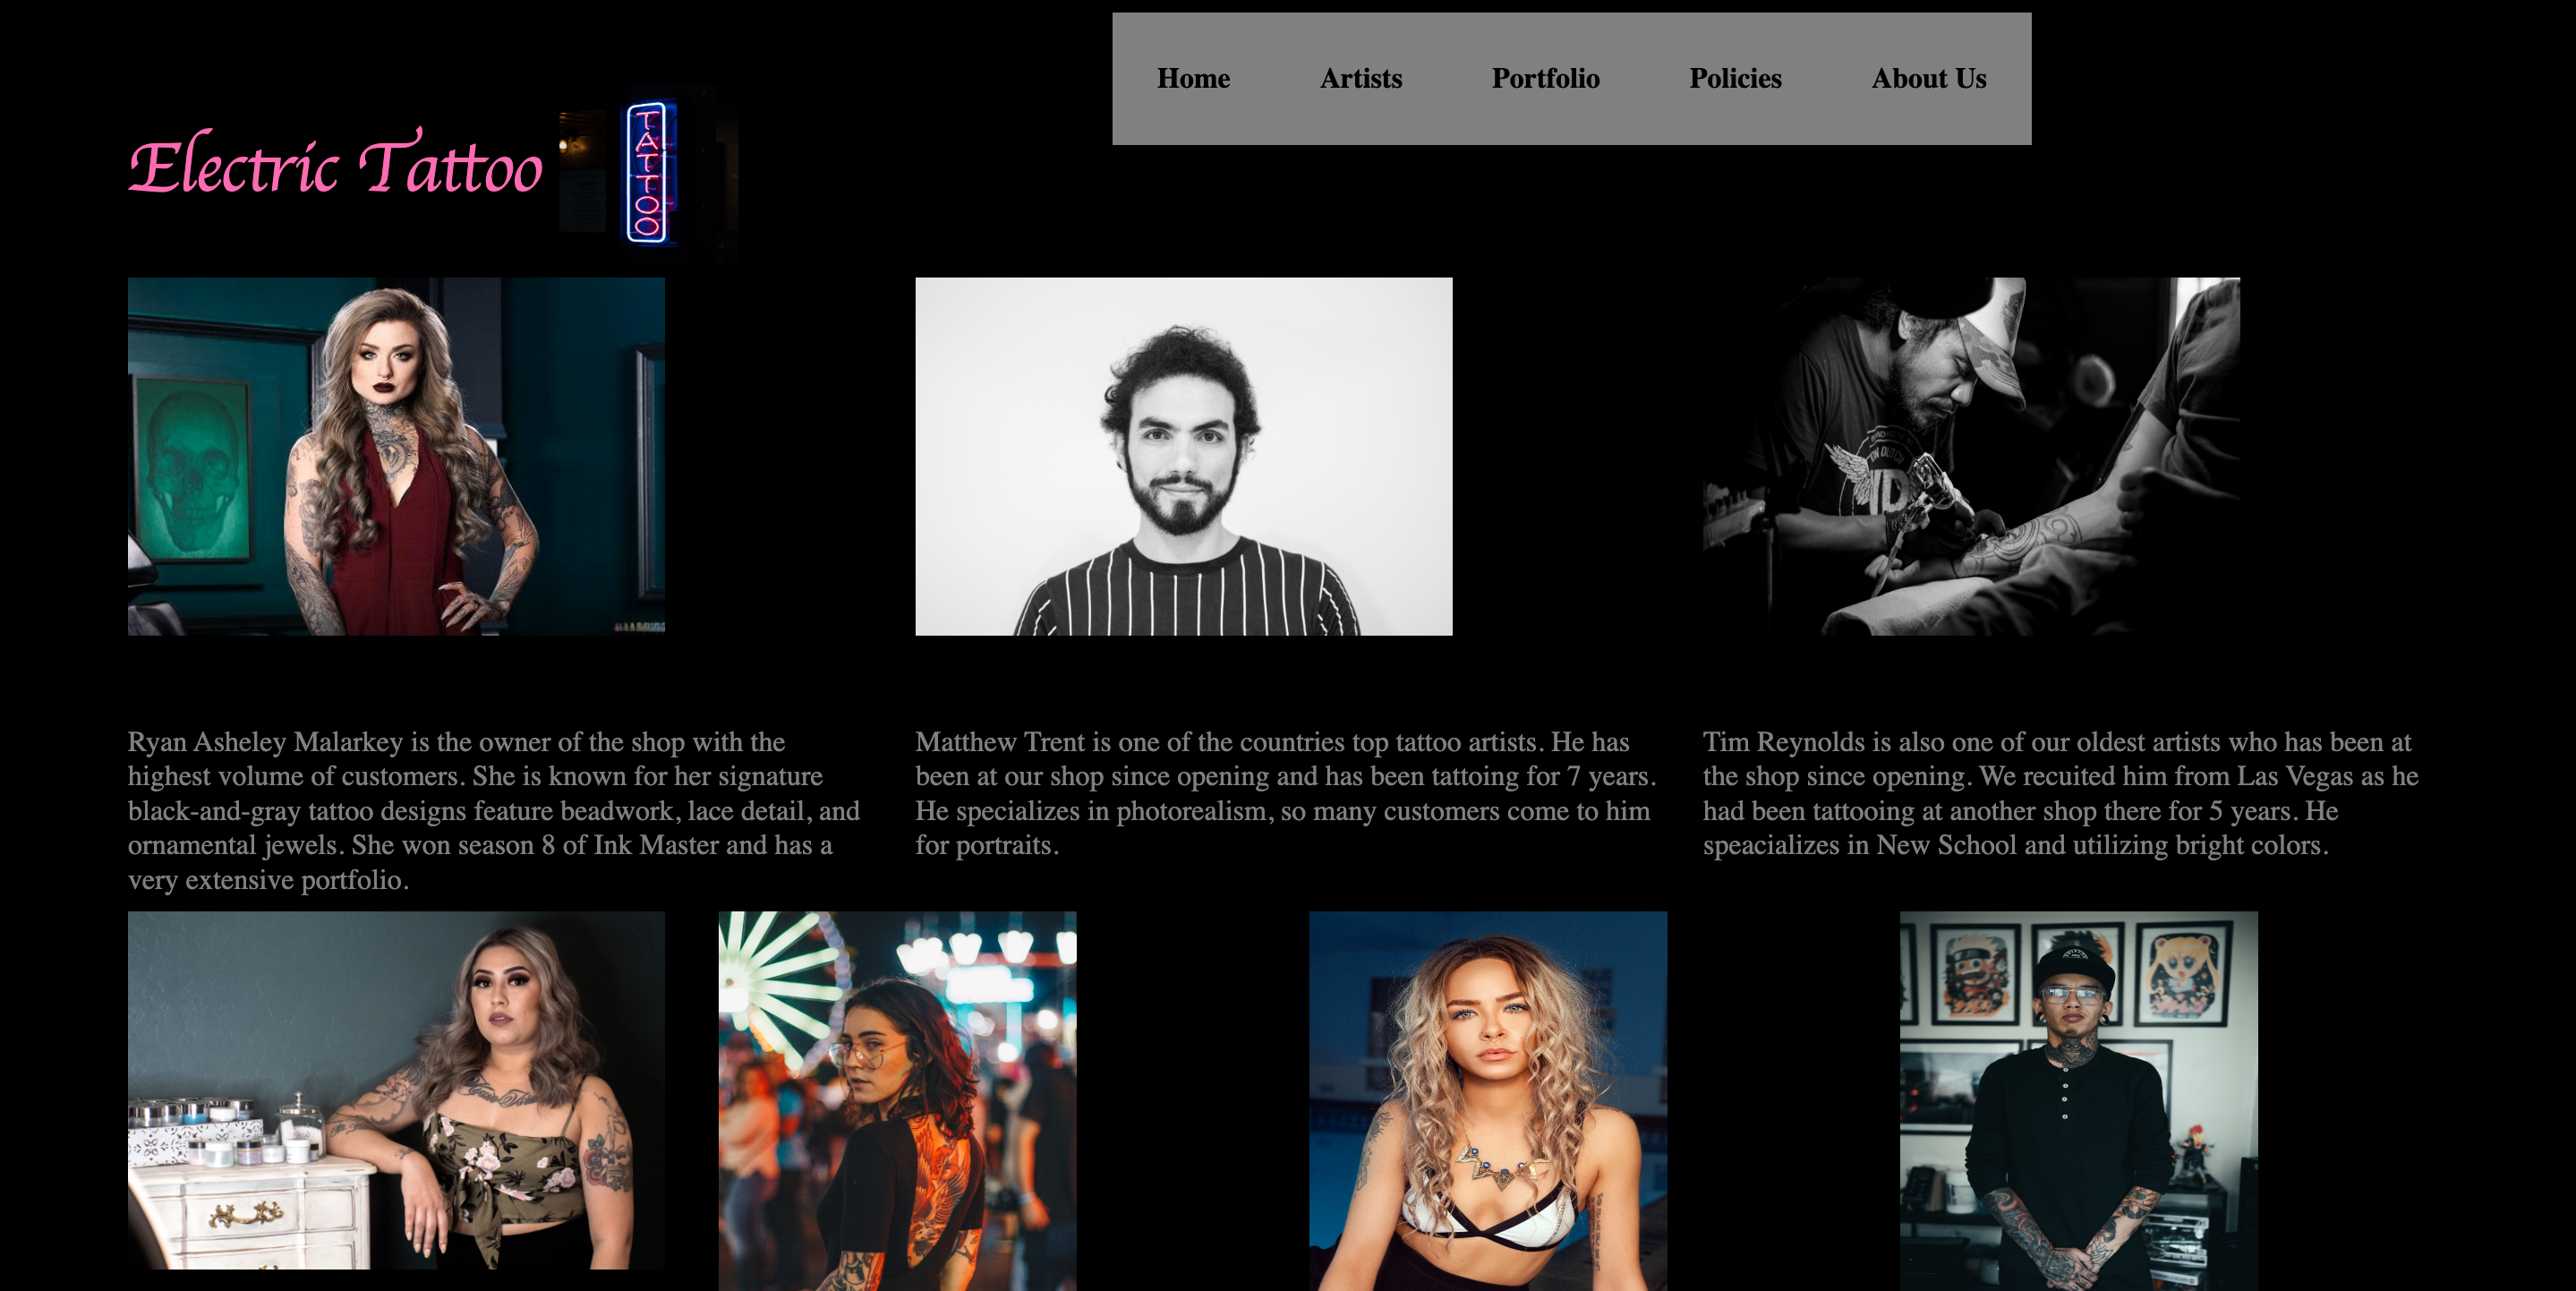 Home Artists Portfolio Policies About Us
Electric Tattoo
TATTOO
Ryan Asheley Malarkey is the owner of the shop with the
highest volume of customers. She is known for her signature
black-and-gray tattoo designs feature beadwork, lace detail, and
ornamental jewels. She won season 8 of Ink Master and has a
very extensive portfolio.
Matthew Trent is one of the countries top tattoo artists. He has
been at our shop since opening and has been tattoing for 7 years.
He specializes in photorealism, so many customers come to him
for portraits.
Tim Reynolds is also one of our oldest artists who has been at
the shop since opening. We recuited him from Las Vegas as he
had been tattooing at another shop there for 5 years. He
speacializes in New School and utilizing bright colors.